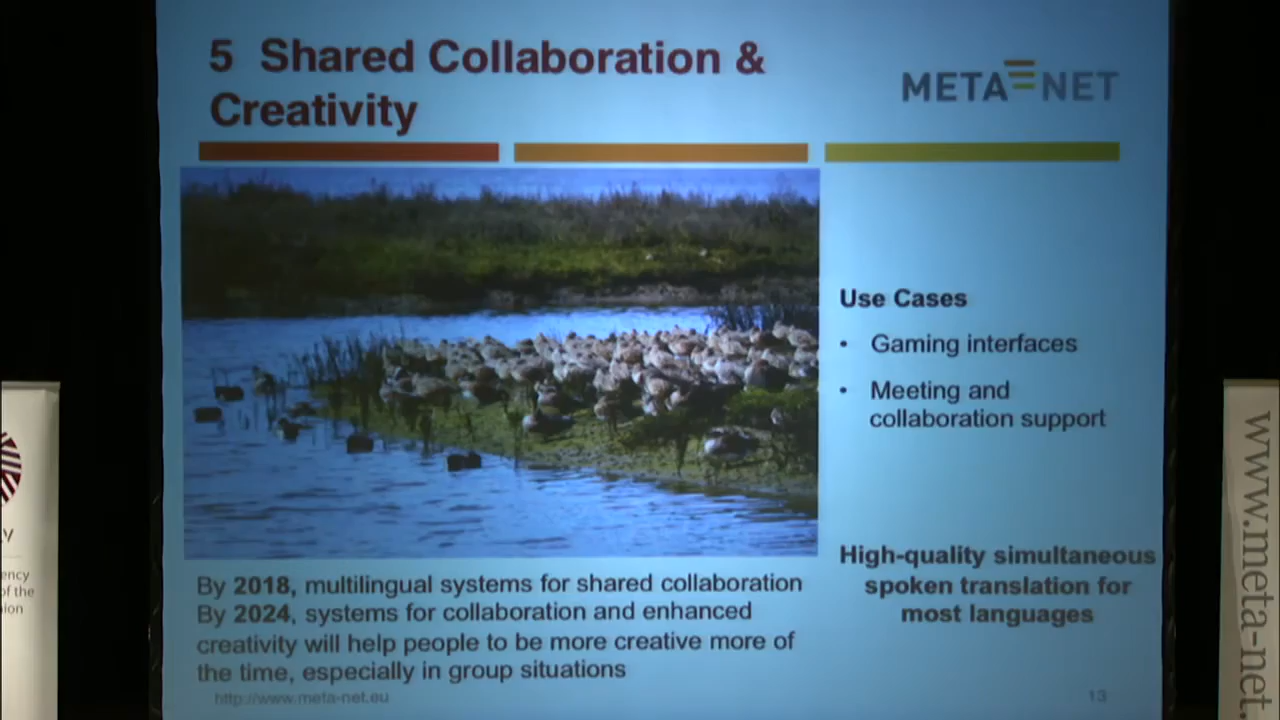 5 Shared Collaboration &
Creativity
META NET
Use Cases
• Gaming interfaces
• Meeting and
collaboration support
High-quality simultaneous
spoken translation for
most languages
By 2018, multilingual systems for shared collaboration
By 2024, systems for collaboration and enhanced
creativity will help people to be more creative more of
the time, especially in group situations
http://www.meta-net.eu
13
of the
www.meta-net.